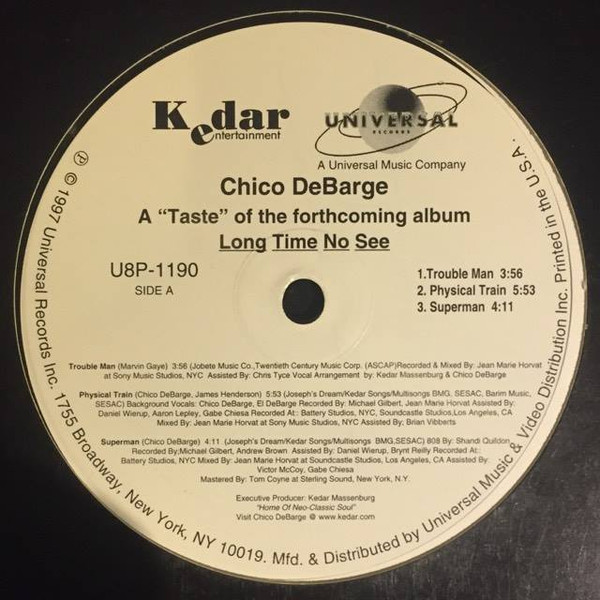 Kedar
entertainment
UNIVERSAL
RECORDS
A Universal Music Company
Chico DeBarge
A “Taste” of the forthcoming album
Long Time No See
U8P-1190
SIDE A
1.Trouble Man 3:56
2. Physical Train 5:53
3. Superman 4:11
Trouble Man (Marvin Gaye) 3:56 (Jobete Music Co.,Twentieth Century Music Corp. (ASCAP)Recorded & Mixed By: Jean Marie Horvat
at Sony Music Studios, NYC Assisted By: Chris Tyce Vocal Arrangement by: Kedar Massenburg & Chico DeBarge
Physical Train (Chico DeBarge, James Henderson) 5:53 (Joseph's Dream/Kedar Songs/Multisongs BMG, SESAC, Barim Music,
SESAC) Background Vocals: Chico DeBarge, El DeBarge Recorded By: Michael Gilbert, Jean Marie Horvat Assisted By:
Daniel Wierup, Aaron Lepley, Gabe Chiesa Recorded At: Battery Studios, NYC, Soundcastle Studios,Los Angeles, CA
Mixed By: Jean Marie Horvat at Sony Music Studios, NYC Assisted By: Brian Vibberts
Superman (Chico DeBarge) 4:11 (Joseph's Dream/Kedar Songs/Multisongs BMG,SESAC) 808 By: Shandi Quildon
Recorded By;Michael Gilbert, Andrew Brown Assisted By: Daniel Wierup, Brynt Reilly Recorded At:
Battery Studios, NYC Mixed By: Jean Marie Horvat at Soundcastle Studios, Los Angeles, CA Assisted By:
Victor McCoy, Gabe Chiesa
Mastered By: Tom Coyne at Sterling Sound, New York, N.Y.
Executive Producer: Kedar Massenburg
"Home Of Neo-Classic Soul"
Visit Chico DeBarge @ www.kedar.com
℗ © 1997 Universal Records Inc. 1755 Broadway, New York, NY 10019. Mfd. & Distributed by Universal Music & Video Distribution Inc. Printed in the U.S.A.